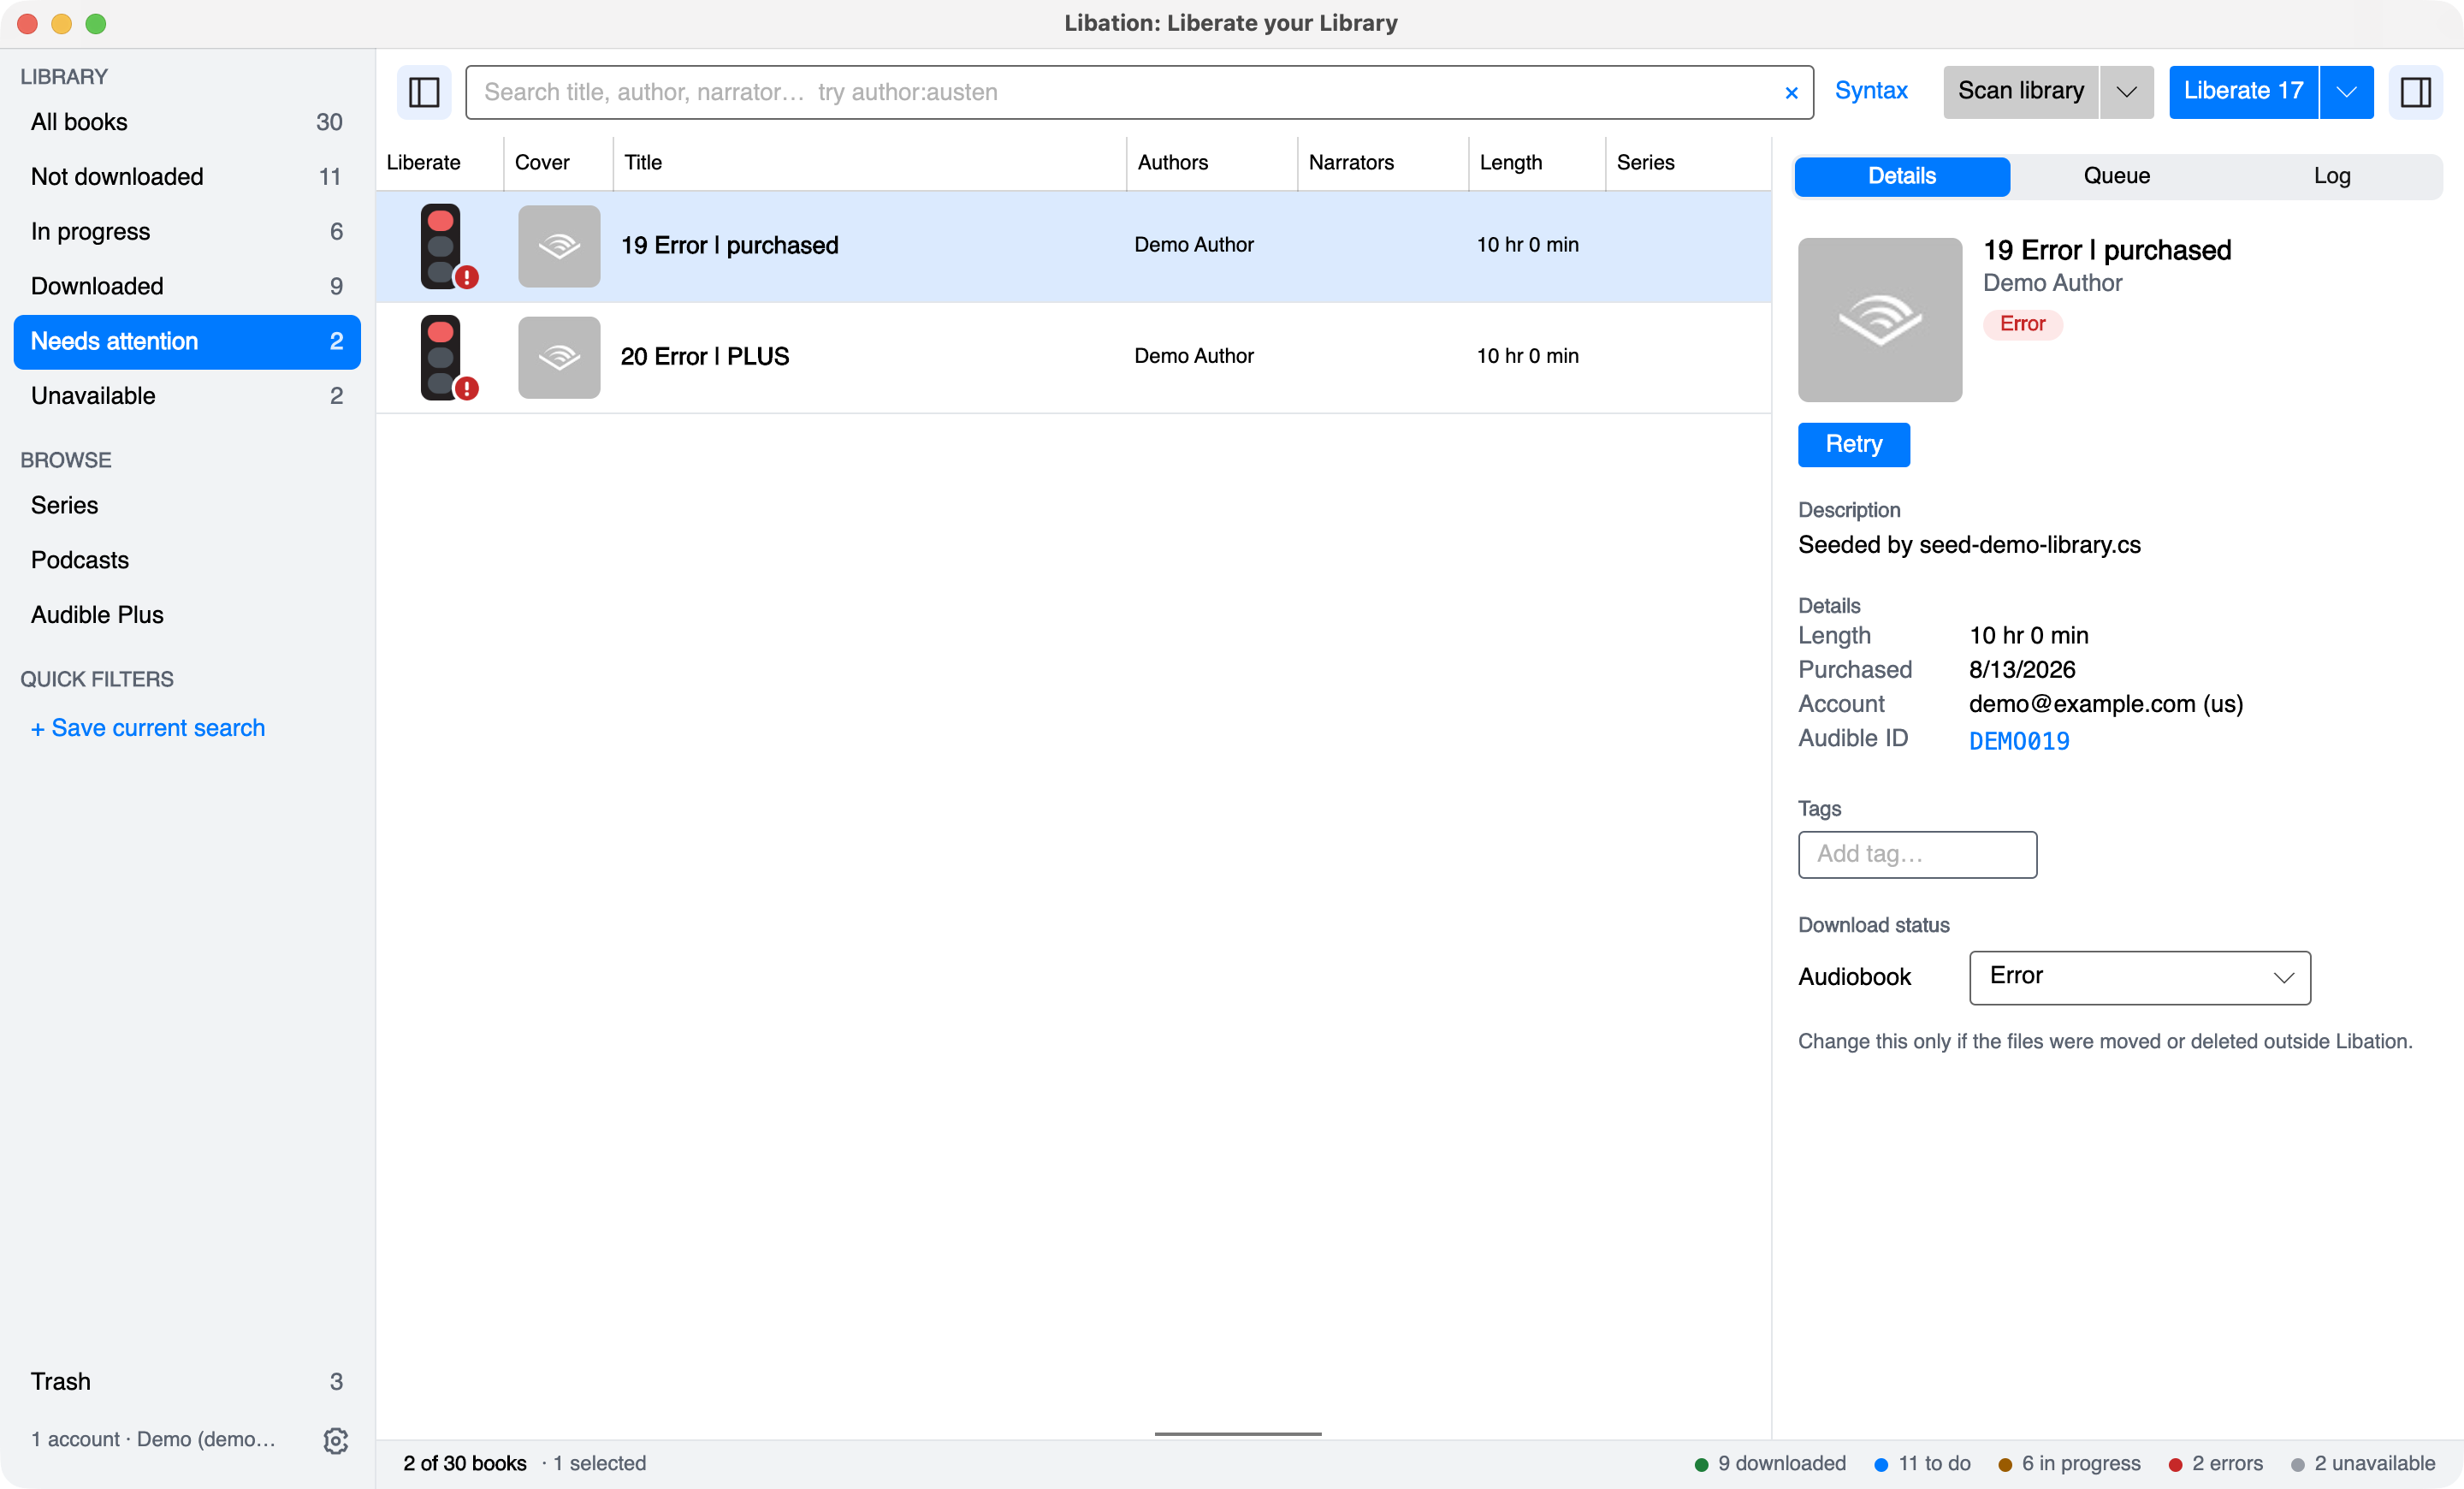 Libation: Liberate your Library
LIBRARY
All books 30
Not downloaded 11
In progress 6
Downloaded 9
Needs attention 2
Unavailable 2
BROWSE
Series
Podcasts
Audible Plus
QUICK FILTERS
+ Save current search
Trash 3
1 account · Demo (demo…
Search title, author, narrator… try author:austen × Syntax Scan library Liberate 17
Liberate Cover Title Authors Narrators Length Series
19 Error | purchased Demo Author 10 hr 0 min
20 Error | PLUS Demo Author 10 hr 0 min
Details Queue Log
19 Error | purchased
Demo Author
Error
Retry
Description
Seeded by seed-demo-library.cs
Details
Length 10 hr 0 min
Purchased 8/13/2026
Account demo@example.com (us)
Audible ID DEMO019
Tags
Add tag…
Download status
Audiobook Error
Change this only if the files were moved or deleted outside Libation.
2 of 30 books · 1 selected 9 downloaded 11 to do 6 in progress 2 errors 2 unavailable